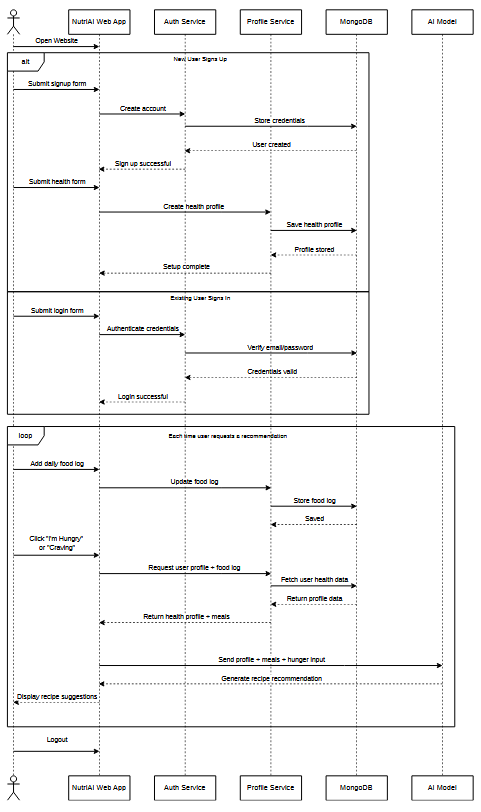 NutriAI Web App
Auth Service
Profile Service
MongoDB
AI Model
Open Website
alt
New User Signs Up
Submit signup form
Create account
Store credentials
User created
Sign up successful
Submit health form
Create health profile
Save health profile
Profile stored
Setup complete
Existing User Signs In
Submit login form
Authenticate credentials
Verify email/password
Credentials valid
Login successful
loop
Each time user requests a recommendation
Add daily food log
Update food log
Store food log
Saved
Click "I'm Hungry"
or "Craving"
Request user profile + food log
Fetch user health data
Return profile data
Return health profile + meals
Send profile + meals + hunger input
Generate recipe recommendation
Display recipe suggestions
Logout
NutriAI Web App
Auth Service
Profile Service
MongoDB
AI Model